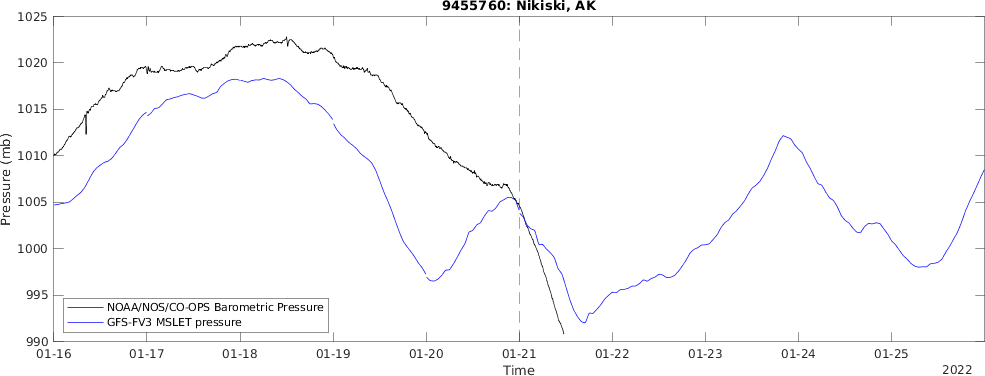 9455760: Nikiski, AK
1025
1020
1015
1010
1005
1000
995
990
Pressure (mb)
NOAA/NOS/CO-OPS Barometric Pressure
GFS-FV3 MSLET pressure
01-16 01-17 01-18 01-19 01-20 01-21 01-22 01-23 01-24 01-25
Time
2022